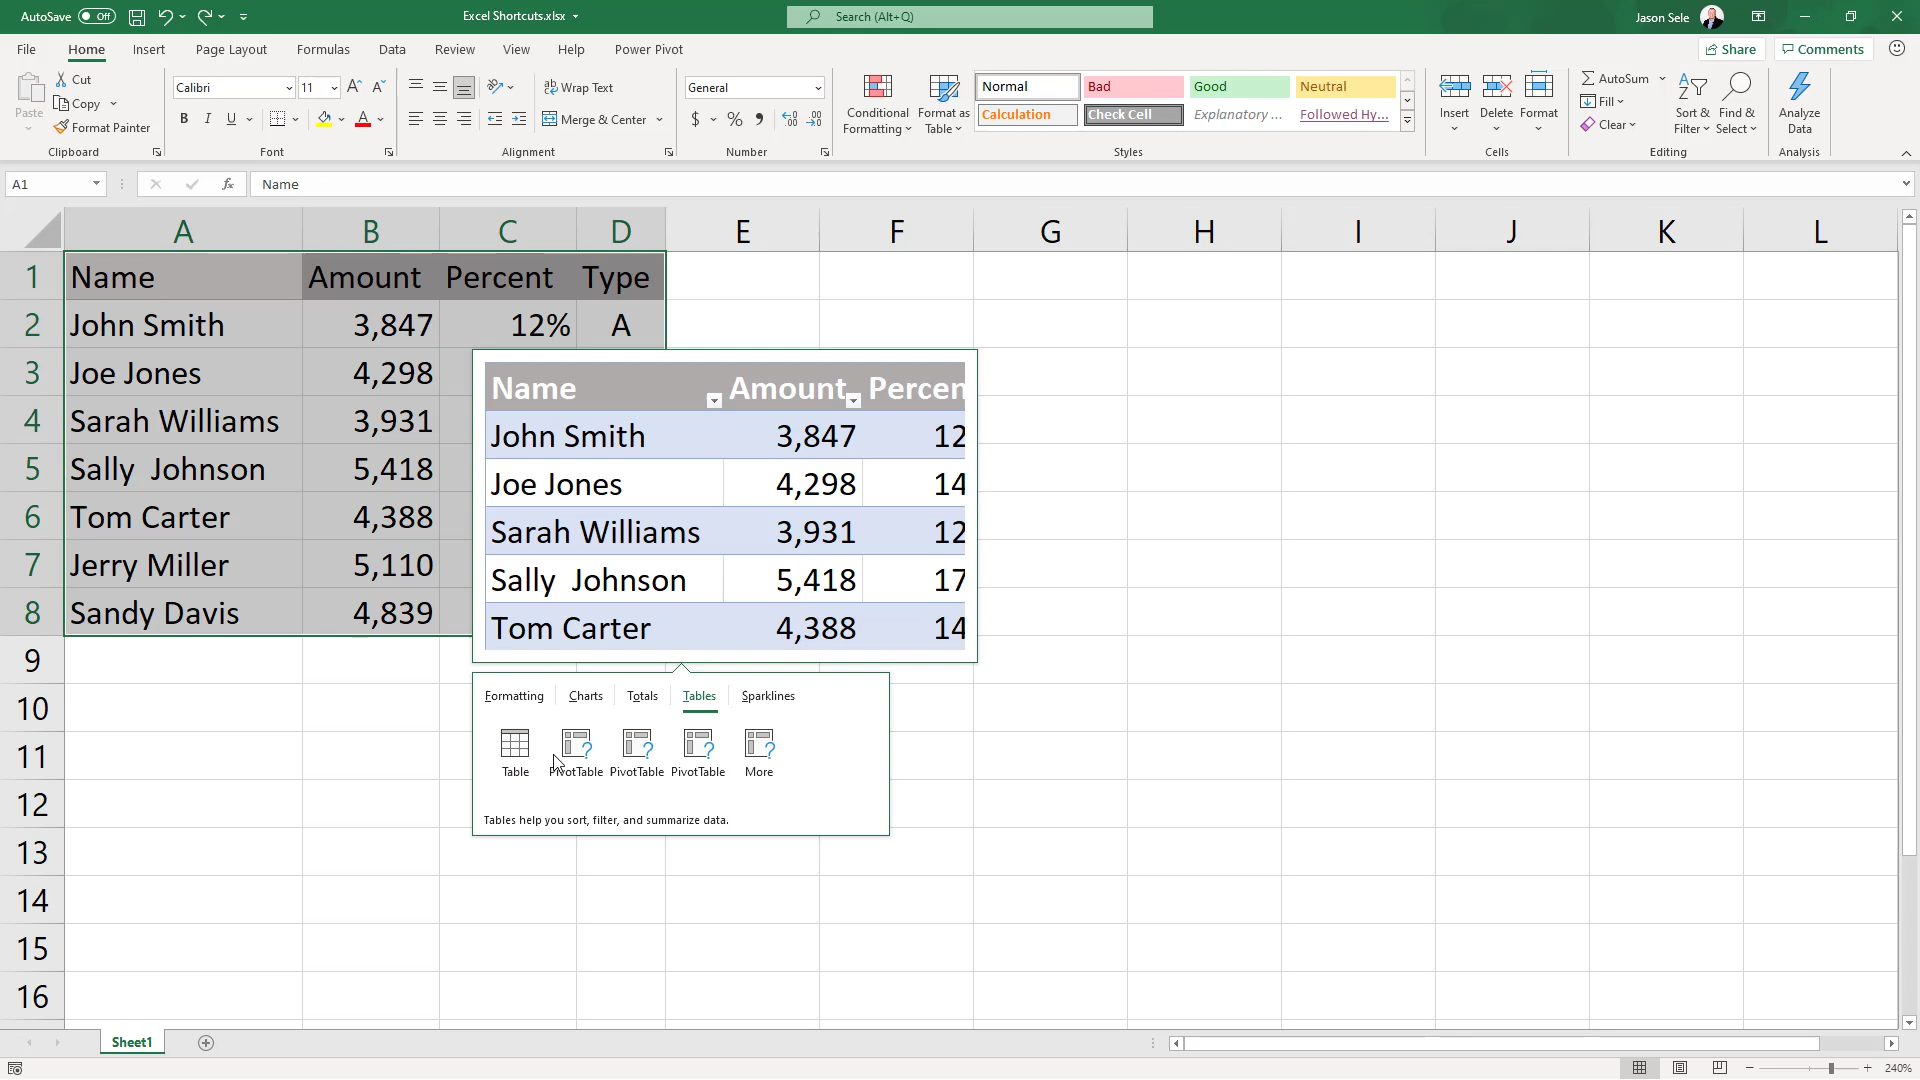 AutoSave Off Excel Shortcuts.xlsx Search (Alt+Q) Jason Sele
File Home Insert Page Layout Formulas Data Review View Help Power Pivot Share Comments
Paste Cut Copy Format Painter Clipboard
Calibri 11 B I U A Font
Wrap Text Merge & Center Alignment
General $ % Number
Conditional Formatting Format as Table
Normal Bad Good Neutral
Calculation Check Cell Explanatory ... Followed Hy...
Styles
Insert Delete Format Cells
AutoSum Fill Clear Sort & Filter Find & Select Editing
Analyze Data Analysis
A1 fx Name
A B C D E F G H I J K L
1 Name Amount Percent Type
2 John Smith 3,847 12% A
3 Joe Jones 4,298
4 Sarah Williams 3,931
5 Sally  Johnson 5,418
6 Tom Carter 4,388
7 Jerry Miller 5,110
8 Sandy Davis 4,839
9
10
11
12
13
14
15
16
Name Amount Percen
John Smith 3,847 12
Joe Jones 4,298 14
Sarah Williams 3,931 12
Sally  Johnson 5,418 17
Tom Carter 4,388 14
Formatting Charts Totals Tables Sparklines
Table PivotTable PivotTable PivotTable More
Tables help you sort, filter, and summarize data.
Sheet1
240%